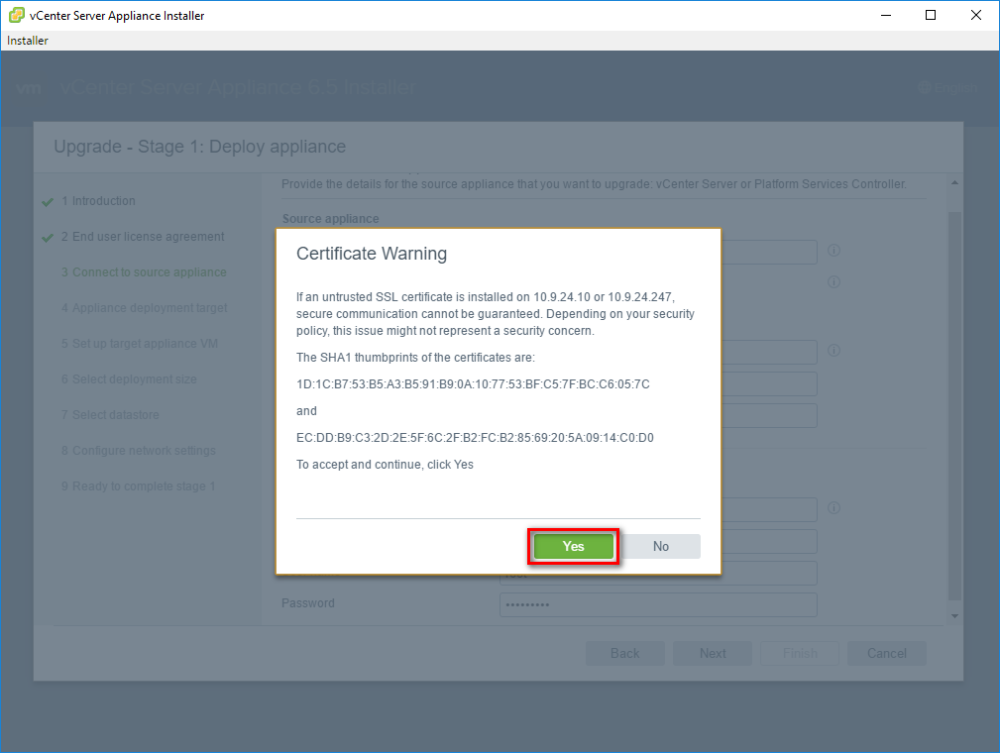 vCenter Server Appliance Installer
Installer
vm vCenter Server Appliance 6.5 Installer
English
Upgrade - Stage 1: Deploy appliance
1 Introduction
2 End user license agreement
3 Connect to source appliance
4 Appliance deployment target
5 Set up target appliance VM
6 Select deployment size
7 Select datastore
8 Configure network settings
9 Ready to complete stage 1
Provide the details for the source appliance that you want to upgrade: vCenter Server or Platform Services Controller.
Source appliance
Certificate Warning
If an untrusted SSL certificate is installed on 10.9.24.10 or 10.9.24.247,
secure communication cannot be guaranteed. Depending on your security
policy, this issue might not represent a security concern.
The SHA1 thumbprints of the certificates are:
1D:1C:B7:53:B5:A3:B5:91:B9:0A:10:77:53:BF:C5:7F:BC:C6:05:7C
and
EC:DD:B9:C3:2D:2E:5F:6C:2F:B2:FC:B2:85:69:20:5A:09:14:C0:D0
To accept and continue, click Yes
Yes
No
Password
Back
Next
Finish
Cancel